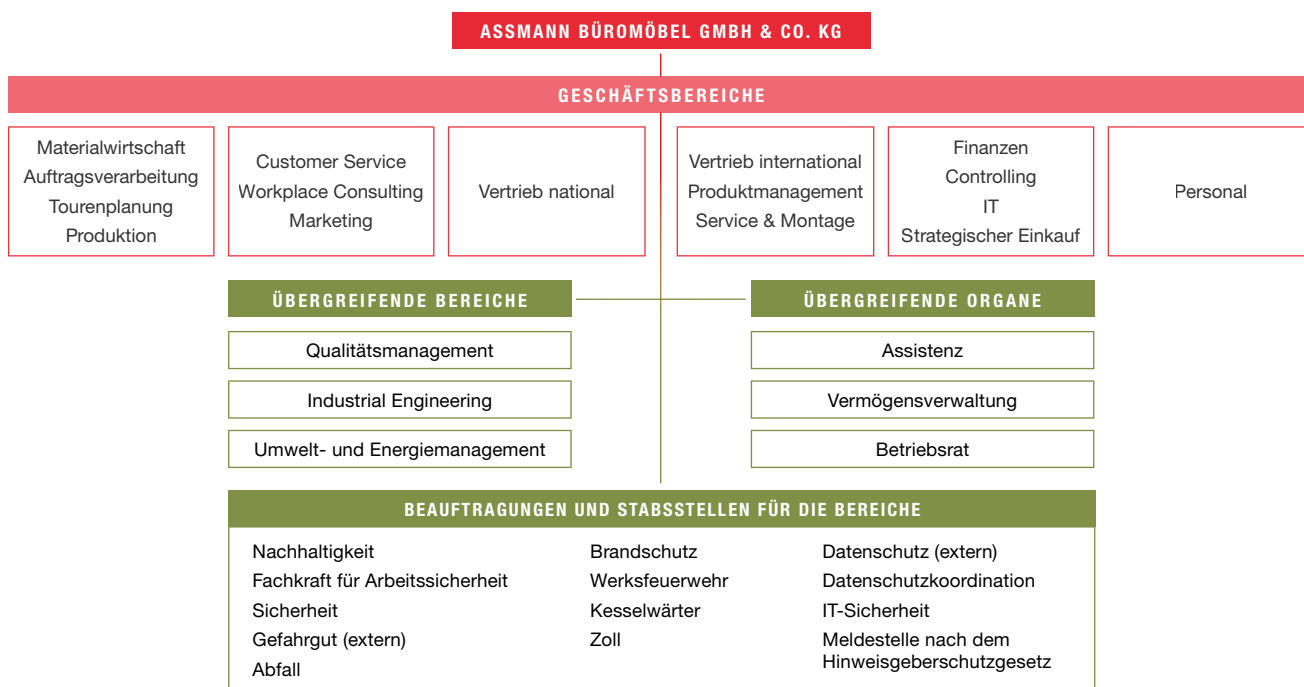 ASSMANN BÜROMÖBEL GMBH & CO. KG
GESCHÄFTSBEREICHE
Materialwirtschaft
Auftragsverarbeitung
Tourenplanung
Produktion
Customer Service
Workplace Consulting
Marketing
Vertrieb national
Vertrieb international
Produktmanagement
Service & Montage
Finanzen
Controlling
IT
Strategischer Einkauf
Personal
ÜBERGREIFENDE BEREICHE
Qualitätsmanagement
Industrial Engineering
Umwelt- und Energiemanagement
ÜBERGREIFENDE ORGANE
Assistenz
Vermögensverwaltung
Betriebsrat
BEAUFTRAGUNGEN UND STABSSTELLEN FÜR DIE BEREICHE
Nachhaltigkeit
Fachkraft für Arbeitssicherheit
Sicherheit
Gefahrgut (extern)
Abfall
Brandschutz
Werksfeuerwehr
Kesselwärter
Zoll
Datenschutz (extern)
Datenschutzkoordination
IT-Sicherheit
Meldestelle nach dem
Hinweisgeberschutzgesetz